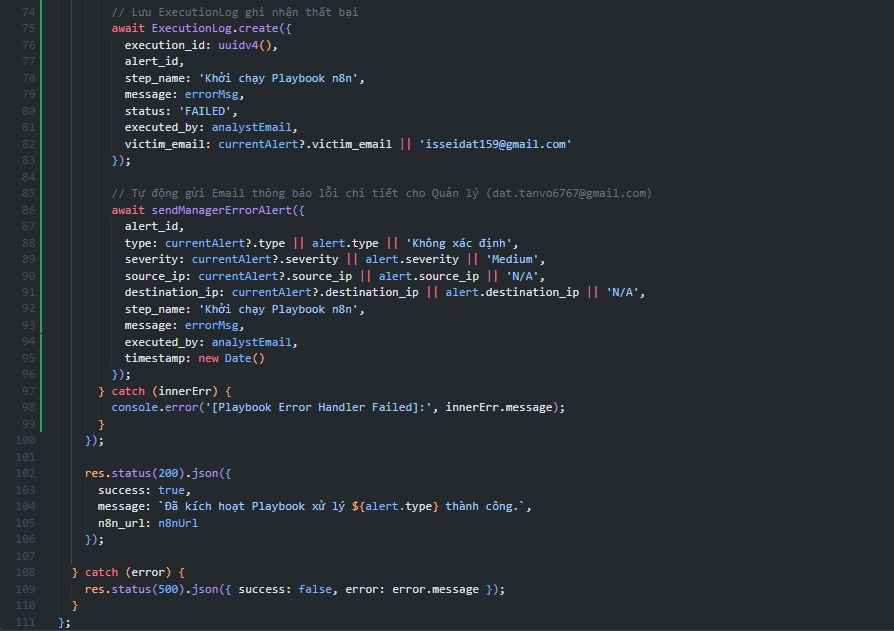 74 // Lưu ExecutionLog ghi nhận thất bại
75 await ExecutionLog.create({
76 execution_id: uuidv4(),
77 alert_id,
78 step_name: 'Khởi chạy Playbook n8n',
79 message: errorMsg,
80 status: 'FAILED',
81 executed_by: analystEmail,
82 victim_email: currentAlert?.victim_email || 'isseidat159@gmail.com'
83 });
84
85 // Tự động gửi Email thông báo lỗi chi tiết cho Quản lý (dat.tanvo6767@gmail.com)
86 await sendManagerErrorAlert({
87 alert_id,
88 type: currentAlert?.type || alert.type || 'Không xác định',
89 severity: currentAlert?.severity || alert.severity || 'Medium',
90 source_ip: currentAlert?.source_ip || alert.source_ip || 'N/A',
91 destination_ip: currentAlert?.destination_ip || alert.destination_ip || 'N/A',
92 step_name: 'Khởi chạy Playbook n8n',
93 message: errorMsg,
94 executed_by: analystEmail,
95 timestamp: new Date()
96 });
97 } catch (innerErr) {
98 console.error('[Playbook Error Handler Failed]:', innerErr.message);
99 }
100 });
101
102 res.status(200).json({
103 success: true,
104 message: `Đã kích hoạt Playbook xử lý ${alert.type} thành công.`,
105 n8n_url: n8nUrl
106 });
107
108 } catch (error) {
109 res.status(500).json({ success: false, error: error.message });
110 }
111 };